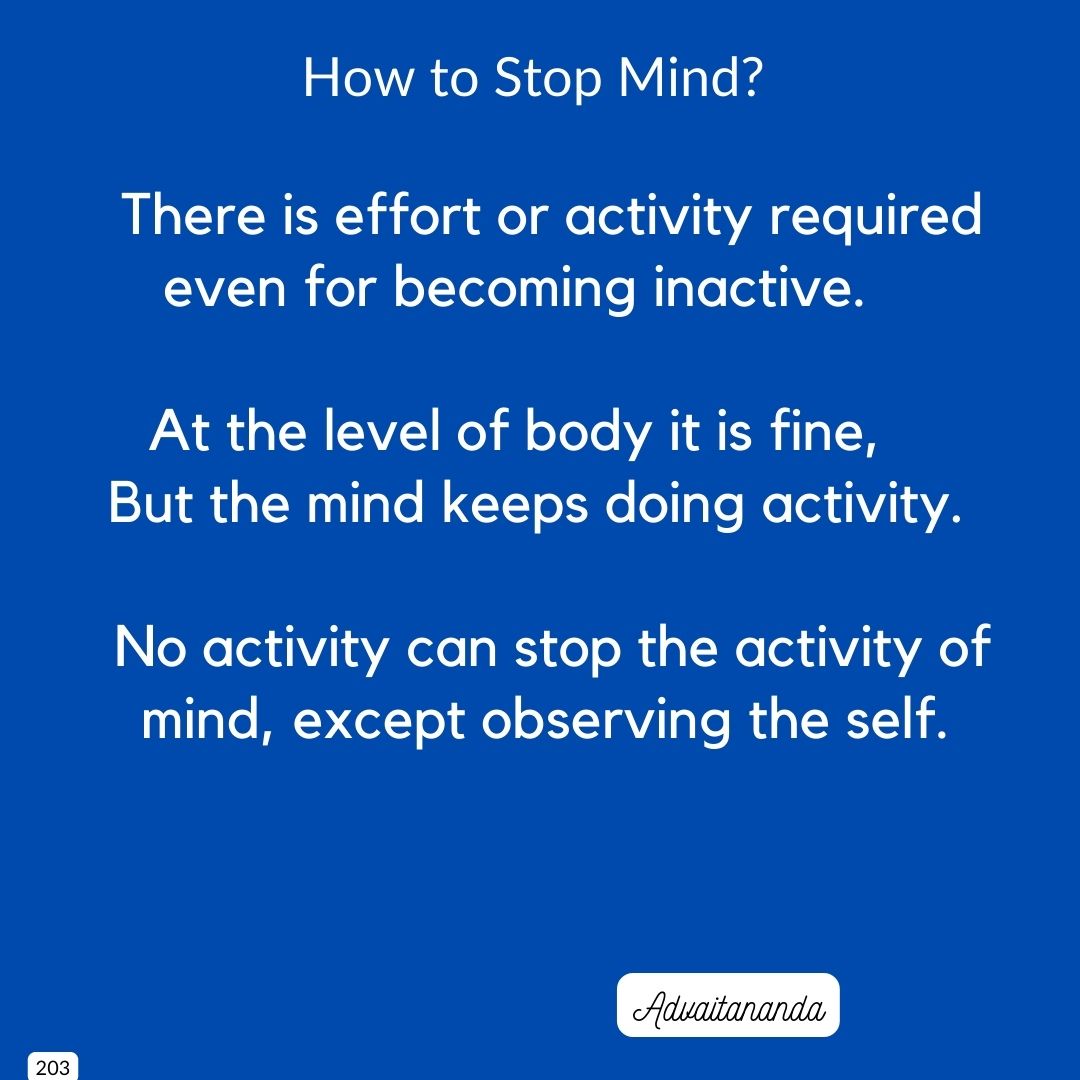 How to Stop Mind?
There is effort or activity required
even for becoming inactive.
At the level of body it is fine,
But the mind keeps doing activity.
No activity can stop the activity of
mind, except observing the self.
Advaitananda
203